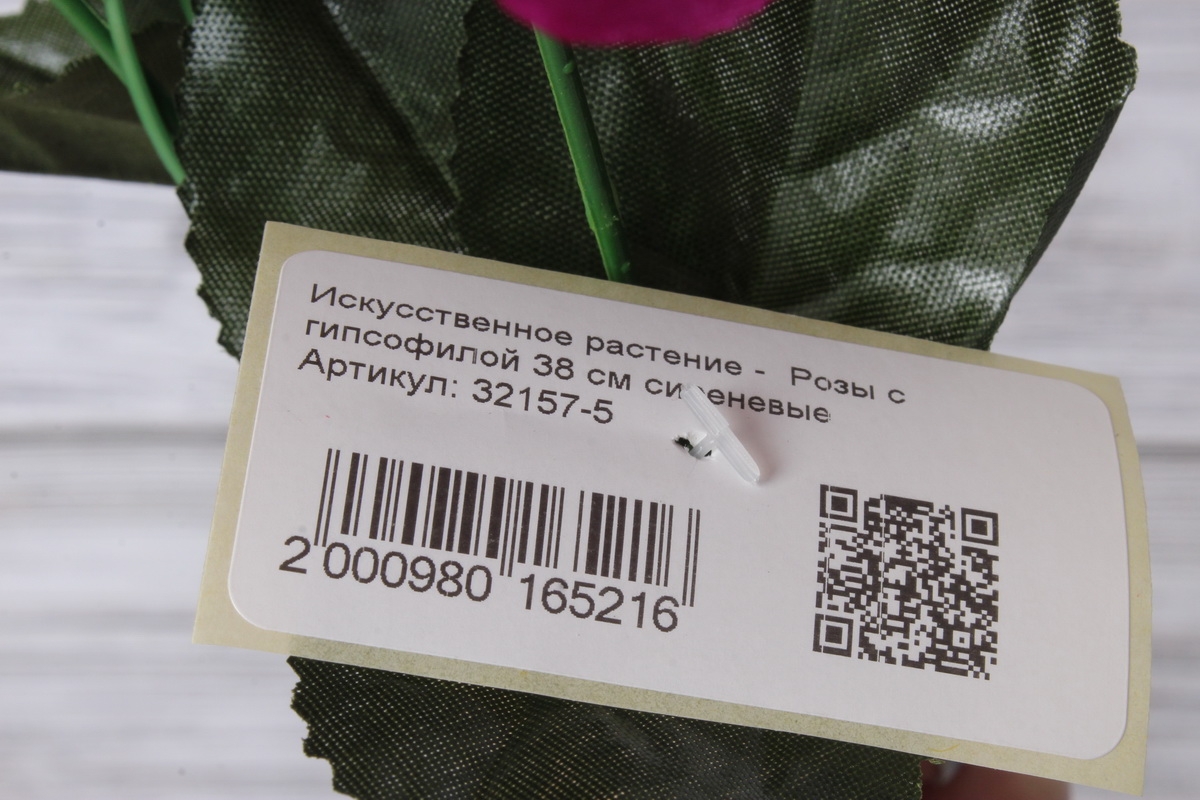 Искусственное растение - Розы с
гипсофилой 38 см сиреневые
Артикул: 32157-5
2 000980 165216